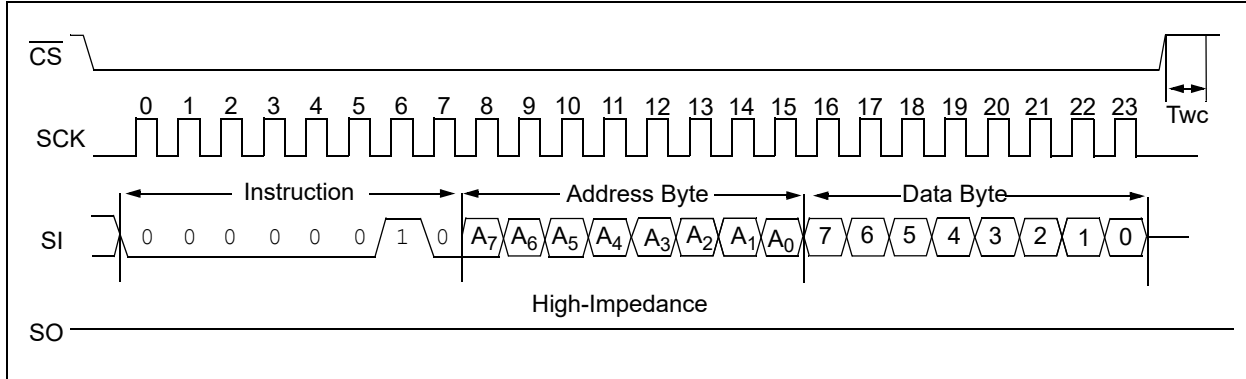 CS
0 1 2 3 4 5 6 7 8 9 10 11 12 13 14 15 16 17 18 19 20 21 22 23
Twc
SCK
Instruction Address Byte Data Byte
SI 0 0 0 0 0 0 1 0 A7 A6 A5 A4 A3 A2 A1 A0 7 6 5 4 3 2 1 0
High-Impedance
SO